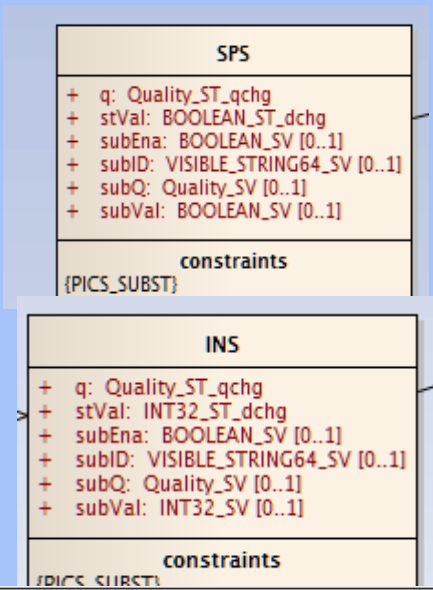 SPS
+ q: Quality_ST_qchg
+ stVal: BOOLEAN_ST_dchg
+ subEna: BOOLEAN_SV [0..1]
+ subID: VISIBLE_STRING64_SV [0..1]
+ subQ: Quality_SV [0..1]
+ subVal: BOOLEAN_SV [0..1]
constraints
{PICS_SUBST}
INS
+ q: Quality_ST_qchg
+ stVal: INT32_ST_dchg
+ subEna: BOOLEAN_SV [0..1]
+ subID: VISIBLE_STRING64_SV [0..1]
+ subQ: Quality_SV [0..1]
+ subVal: INT32_SV [0..1]
constraints
{PICS_SUBST}